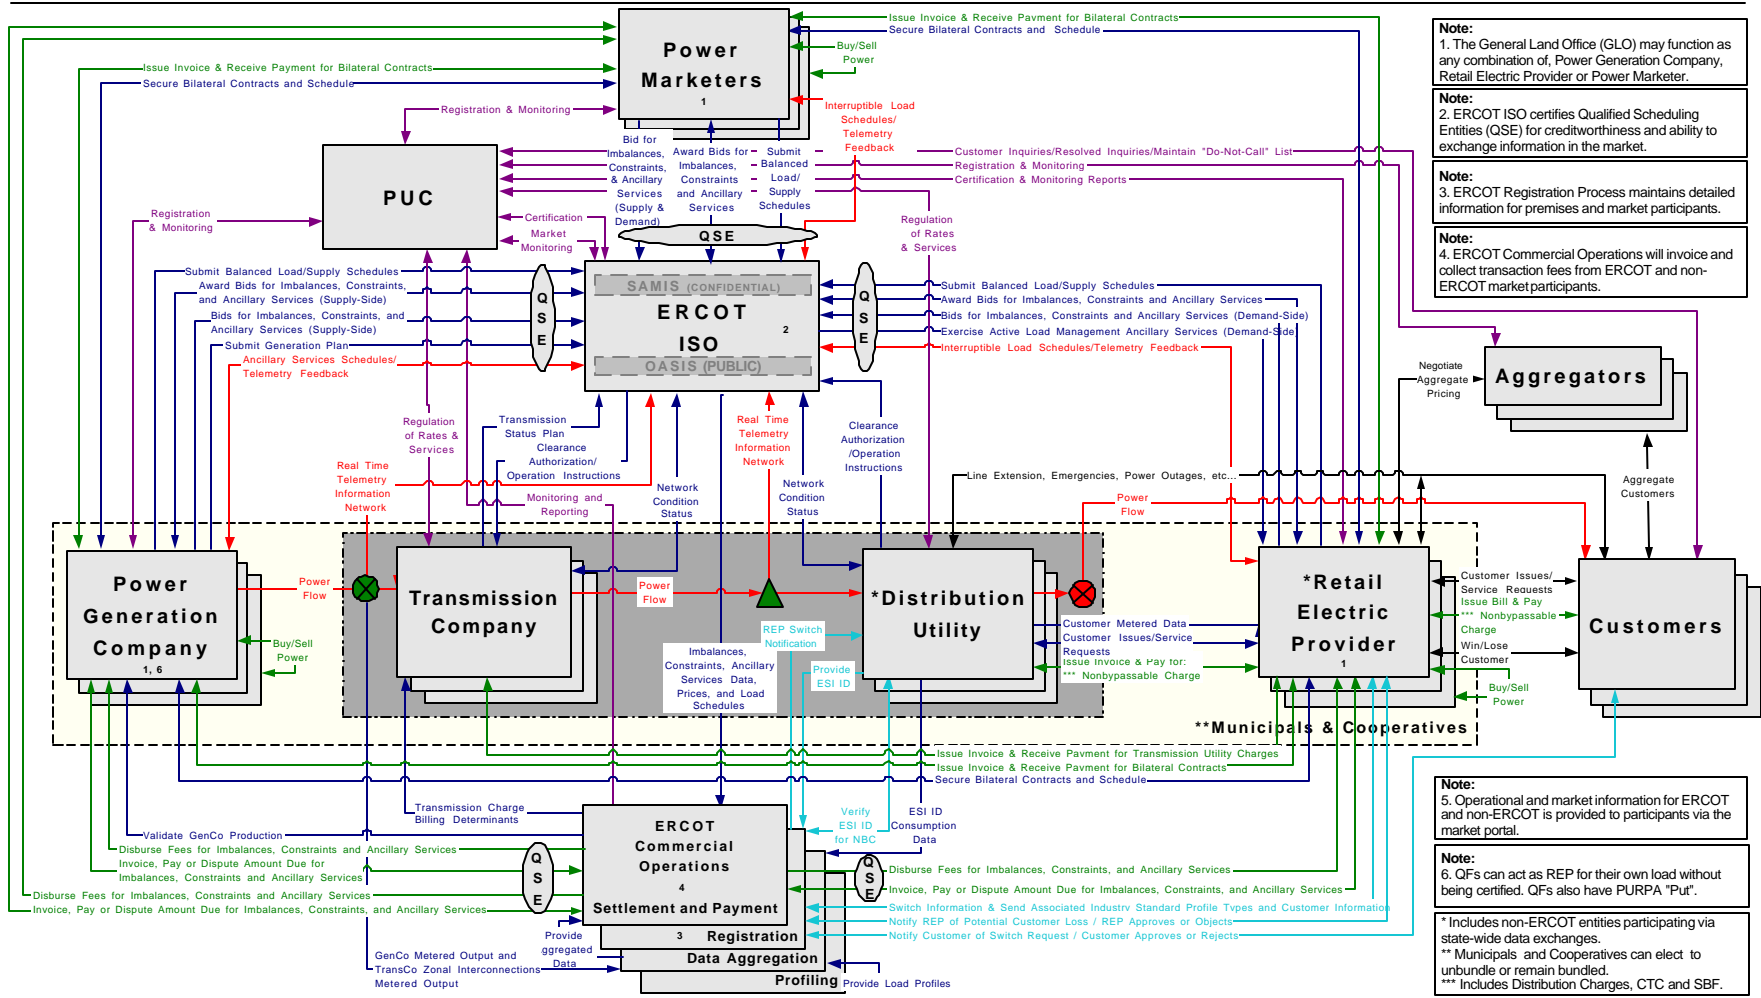 Issue Invoice & Receive Payment for Bilateral Contracts
Secure Bilateral Contracts and Schedule
Power
Marketers
1
Buy/Sell
Power
Issue Invoice & Receive Payment for Bilateral Contracts
Secure Bilateral Contracts and Schedule
Registration & Monitoring
Interruptible Load
Schedules/
Telemetry
Feedback
Note:
1. The General Land Office (GLO) may function as
any combination of, Power Generation Company,
Retail Electric Provider or Power Marketer.
Note:
2. ERCOT ISO certifies Qualified Scheduling
Entities (QSE) for creditworthiness and ability to
exchange information in the market.
Note:
3. ERCOT Registration Process maintains detailed
information for premises and market participants.
Note:
4. ERCOT Commercial Operations will invoice and
collect transaction fees from ERCOT and non-
ERCOT market participants.
PUC
Bid for
Imbalances,
Constraints,
& Ancillary
Services
(Supply &
Demand)
Award Bids for
Imbalances,
Constraints
and Ancillary
Services
Submit
Balanced
Load/
Supply
Schedules
Customer Inquiries/Resolved Inquiries/Maintain "Do-Not-Call" List
Registration & Monitoring
Certification & Monitoring Reports
Registration
& Monitoring
Certification
Market
Monitoring
Regulation
of Rates
& Services
QSE
Submit Balanced Load/Supply Schedules
Award Bids for Imbalances, Constraints,
and Ancillary Services (Supply-Side)
Bids for Imbalances, Constraints, and
Ancillary Services (Supply-Side)
Submit Generation Plan
Ancillary Services Schedules/
Telemetry Feedback
Q
S
E
SAMIS (CONFIDENTIAL)
ERCOT
2
ISO
OASIS (PUBLIC)
Q
S
E
Submit Balanced Load/Supply Schedules
Award Bids for Imbalances, Constraints and Ancillary Services
Bids for Imbalances, Constraints and Ancillary Services (Demand-Side)
Exercise Active Load Management Ancillary Services (Demand-Side)
Interruptible Load Schedules/Telemetry Feedback
Negotiate
Aggregate
Pricing
Aggregators
Regulation
of Rates &
Services
Transmission
Status Plan
Clearance
Authorization/
Operation Instructions
Real Time
Telemetry
Information
Network
Clearance
Authorization
/Operation
Instructions
Real Time
Telemetry
Information
Network
Monitoring and
Reporting
Network
Condition
Status
Network
Condition
Status
Line Extension, Emergencies, Power Outages, etc...
Power
Flow
Aggregate
Customers
Power
Generation
Company
1, 6
Power
Flow
Buy/Sell
Power
Transmission
Company
Power
Flow
*Distribution
Utility
REP Switch
Notification
Provide
ESI ID
Imbalances,
Constraints, Ancillary
Services Data,
Prices, and Load
Schedules
Customer Metered Data
Customer Issues/Service
Requests
Issue Invoice & Pay for:
*** Nonbypassable Charge
*Retail
Electric
Provider
1
Customer Issues/
Service Requests
Issue Bill & Pay
*** Nonbypassable
Charge
Win/Lose
Customer
Buy/Sell
Power
Customers
**Municipals & Cooperatives
Issue Invoice & Receive Payment for Transmission Utility Charges
Issue Invoice & Receive Payment for Bilateral Contracts
Secure Bilateral Contracts and Schedule
Transmission Charge
Billing Determinants
Validate GenCo Production
Disburse Fees for Imbalances, Constraints and Ancillary Services
Invoice, Pay or Dispute Amount Due for
Imbalances, Constraints and Ancillary Services
Disburse Fees for Imbalances, Constraints and Ancillary Services
Invoice, Pay or Dispute Amount Due for Imbalances, Constraints, and Ancillary Services
Q
S
E
ERCOT
Commercial
Operations
4
Settlement and Payment
3
Registration
Data Aggregation
Profiling
Verify
ESI ID
for NBC
ESI ID
Consumption
Data
Q
S
E
Disburse Fees for Imbalances, Constraints and Ancillary Services
Invoice, Pay or Dispute Amount Due for Imbalances, Constraints, and Ancillary Services
Switch Information & Send Associated Industry Standard Profile Types and Customer Information
Notify REP of Potential Customer Loss / REP Approves or Objects
Notify Customer of Switch Request / Customer Approves or Rejects
Provide
ggregated
Data
GenCo Metered Output and
TransCo Zonal Interconnections
Metered Output
Provide Load Profiles
Note:
5. Operational and market information for ERCOT
and non-ERCOT is provided to participants via the
market portal.
Note:
6. QFs can act as REP for their own load without
being certified. QFs also have PURPA "Put".
* Includes non-ERCOT entities participating via
state-wide data exchanges.
** Municipals and Cooperatives can elect to
unbundle or remain bundled.
*** Includes Distribution Charges, CTC and SBF.